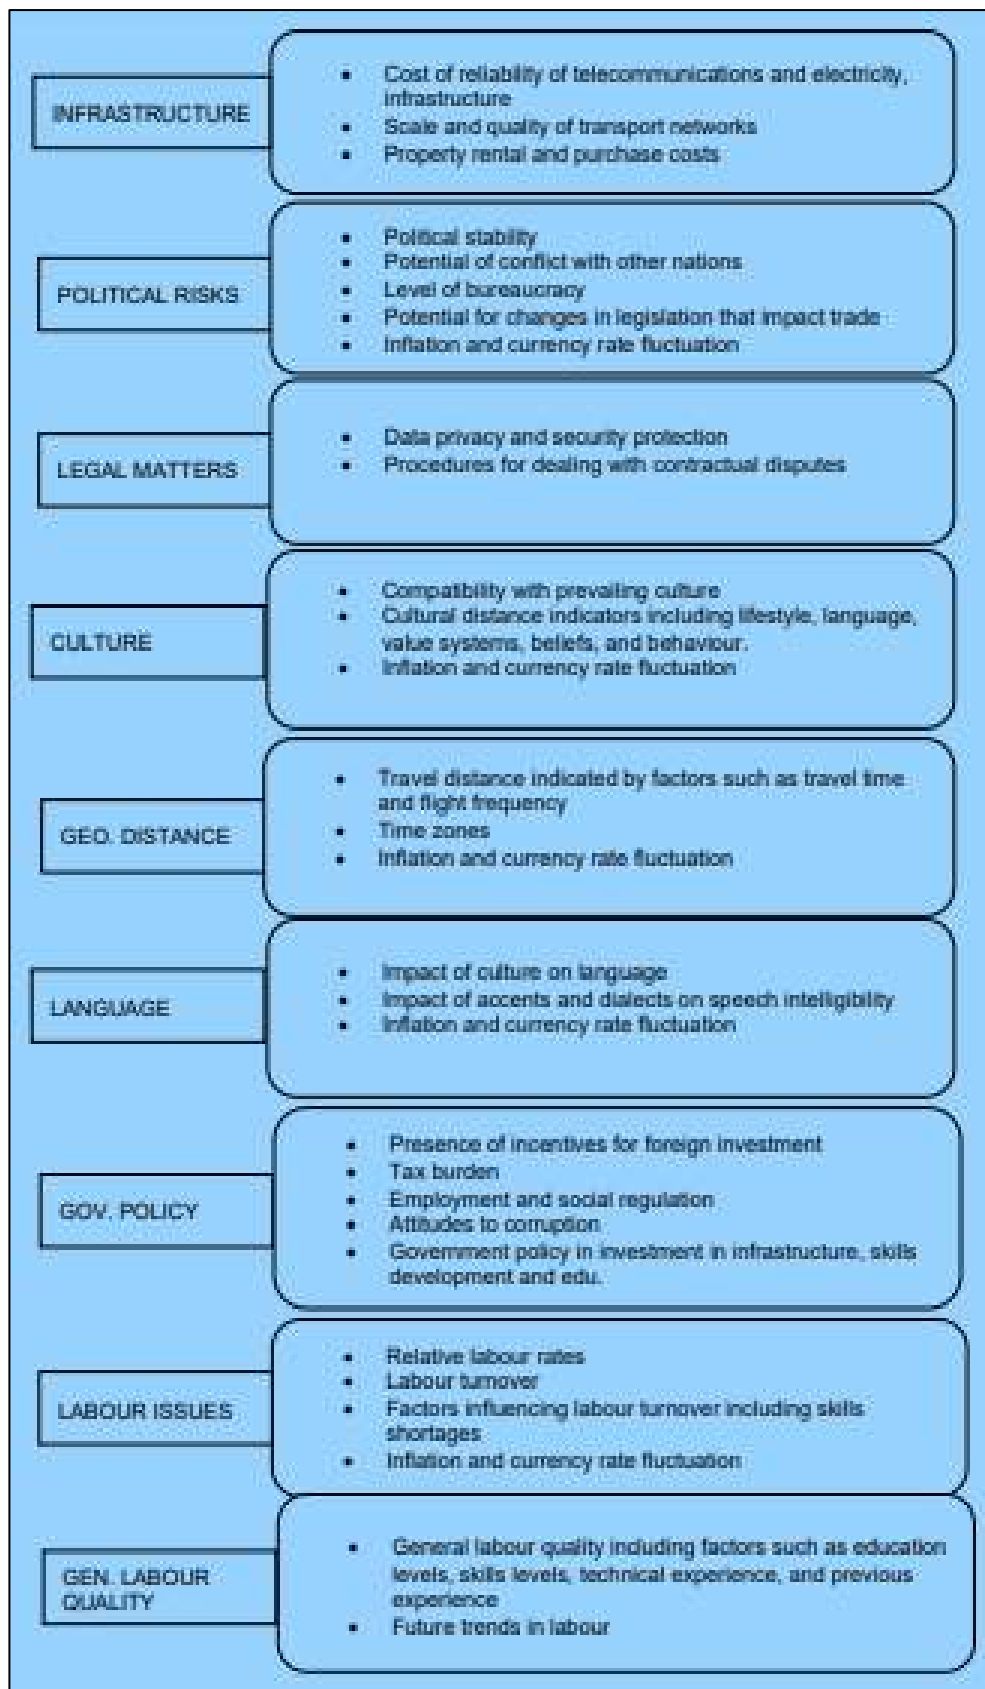 INFRASTRUCTURE
• Cost of reliability of telecommunications and electricity,
infrastructure
• Scale and quality of transport networks
• Property rental and purchase costs
POLITICAL RISKS
• Political stability
• Potential of conflict with other nations
• Level of bureaucracy
• Potential for changes in legislation that impact trade
• Inflation and currency rate fluctuation
LEGAL MATTERS
• Data privacy and security protection
• Procedures for dealing with contractual disputes
CULTURE
• Compatibility with prevailing culture
• Cultural distance indicators including lifestyle, language,
value systems, beliefs, and behaviour.
• Inflation and currency rate fluctuation
GEO. DISTANCE
• Travel distance indicated by factors such as travel time
and flight frequency
• Time zones
• Inflation and currency rate fluctuation
LANGUAGE
• Impact of culture on language
• Impact of accents and dialects on speech intelligibility
• Inflation and currency rate fluctuation
GOV. POLICY
• Presence of incentives for foreign investment
• Tax burden
• Employment and social regulation
• Attitudes to corruption
• Government policy in investment in infrastructure, skills
development and edu.
LABOUR ISSUES
• Relative labour rates
• Labour turnover
• Factors influencing labour turnover including skills
shortages
• Inflation and currency rate fluctuation
GEN. LABOUR
QUALITY
• General labour quality including factors such as education
levels, skills levels, technical experience, and previous
experience
• Future trends in labour